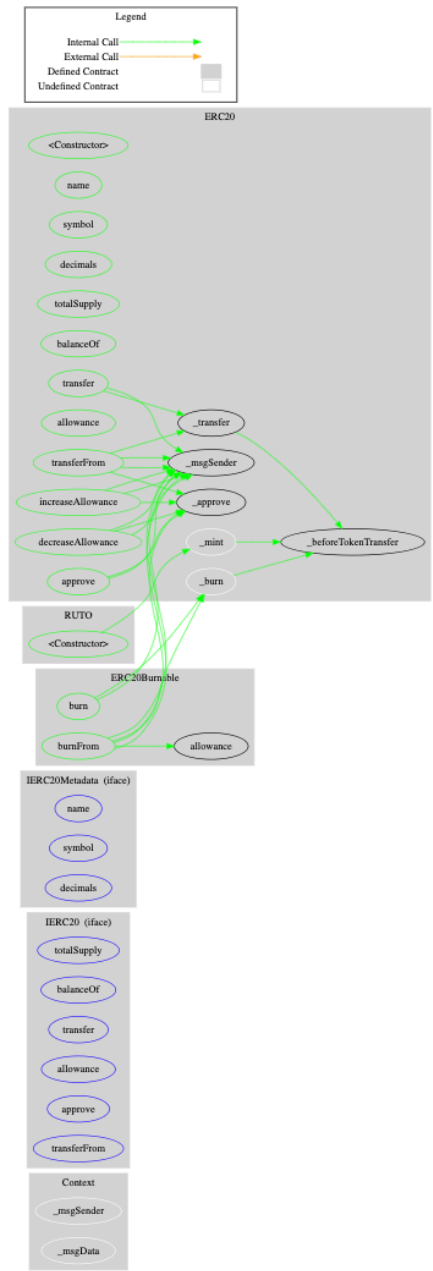 Legend
Internal Call
External Call
Defined Contract
Undefined Contract
ERC20
<Constructor>
name
symbol
decimals
totalSupply
balanceOf
transfer
allowance
_transfer
transferFrom
_msgSender
increaseAllowance
_approve
decreaseAllowance
_mint
_beforeTokenTransfer
approve
_burn
RUTO
<Constructor>
ERC20Burnable
burn
burnFrom
allowance
IERC20Metadata (iface)
name
symbol
decimals
IERC20 (iface)
totalSupply
balanceOf
transfer
allowance
approve
transferFrom
Context
_msgSender
_msgData